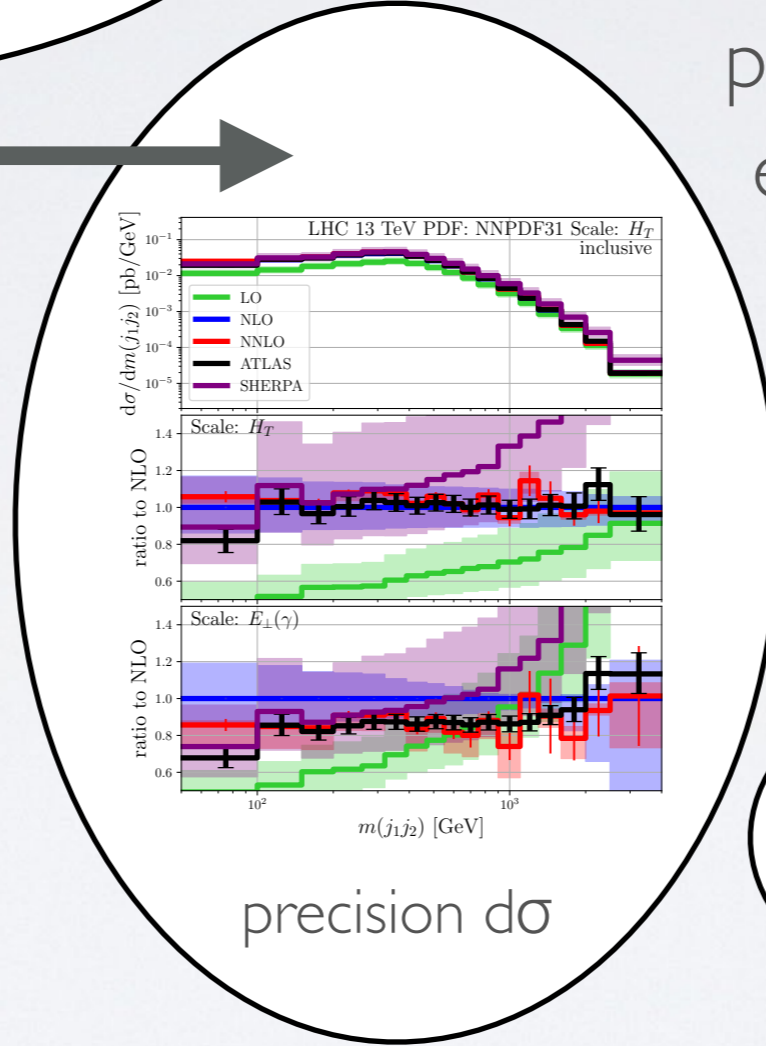 p
e
LHC 13 TeV PDF: NNPDF31 Scale: H_T
inclusive
dσ/dm(j₁j₂) [pb/GeV]
10⁻¹
10⁻²
10⁻³
10⁻⁴
10⁻⁵
LO
NLO
NNLO
ATLAS
SHERPA
Scale: H_T
ratio to NLO
1.4
1.2
1.0
0.8
0.6
Scale: E_⊥(γ)
ratio to NLO
1.4
1.2
1.0
0.8
0.6
10² 10³
m(j₁j₂) [GeV]
precision dσ